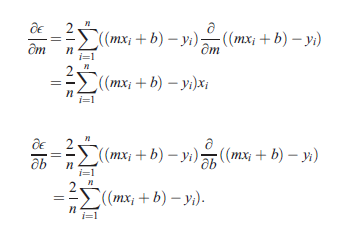 ∂ϵ/∂m = 2/n ∑_{i=1}^{n} ((mx_i + b) − y_i) ∂/∂m ((mx_i + b) − y_i)
= 2/n ∑_{i=1}^{n} ((mx_i + b) − y_i)x_i
∂ϵ/∂b = 2/n ∑_{i=1}^{n} ((mx_i + b) − y_i) ∂/∂b ((mx_i + b) − y_i)
= 2/n ∑_{i=1}^{n} ((mx_i + b) − y_i).